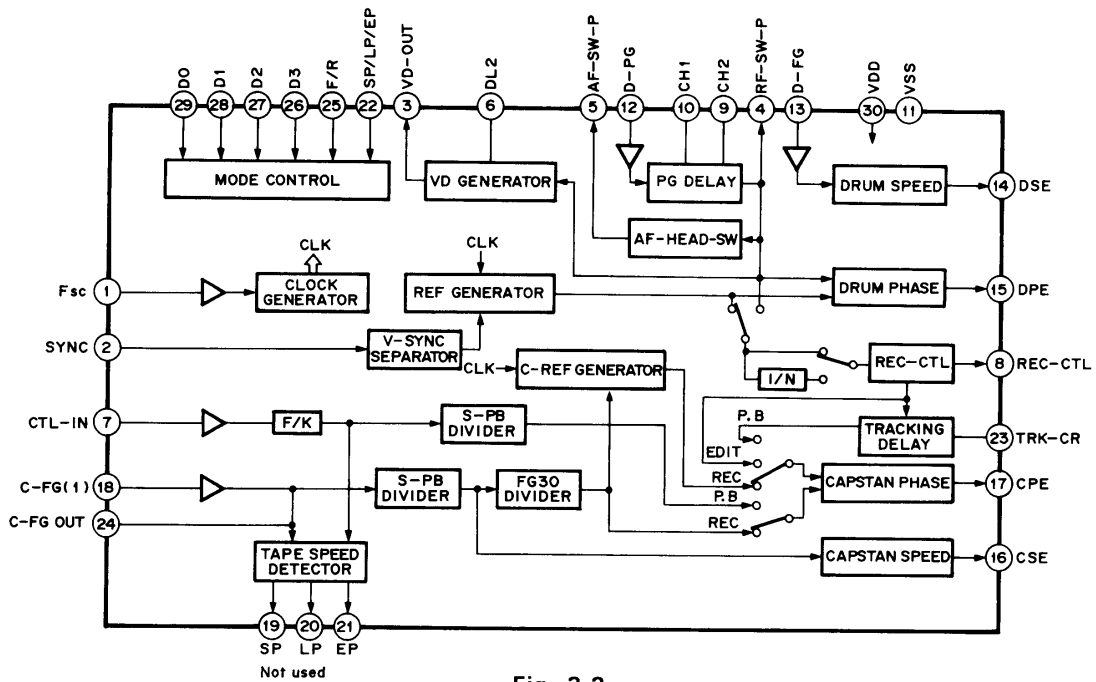 D0 D1 D2 D3 F/R SP/LP/EP VD-OUT DL2 AF-SW-P D-PG CH1 CH2 RF-SW-P D-FG VDD VSS
29 28 27 26 25 22 3 6 5 12 10 9 4 13 30 11
MODE CONTROL
VD GENERATOR
PG DELAY
DRUM SPEED
14 DSE
AF-HEAD-SW
CLK
CLK
Fsc 1
CLOCK
GENERATOR
REF GENERATOR
DRUM PHASE
15 DPE
SYNC 2
V-SYNC
SEPARATOR
CLK
C-REF GENERATOR
I/N
REC-CTL
8 REC-CTL
CTL-IN 7
F/K
S-PB
DIVIDER
P.B
TRACKING
DELAY
23 TRK-CR
EDIT
C-FG(1) 18
S-PB
DIVIDER
FG30
DIVIDER
REC
P.B
CAPSTAN PHASE
17 CPE
C-FG OUT 24
REC
TAPE SPEED
DETECTOR
CAPSTAN SPEED
16 CSE
19 20 21
SP LP EP
Not used